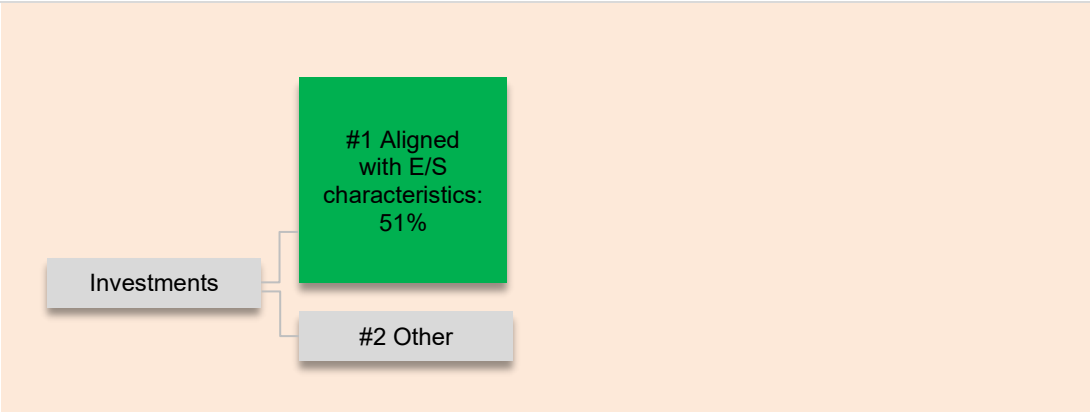 #1 Aligned
with E/S
characteristics:
51%
Investments
#2 Other